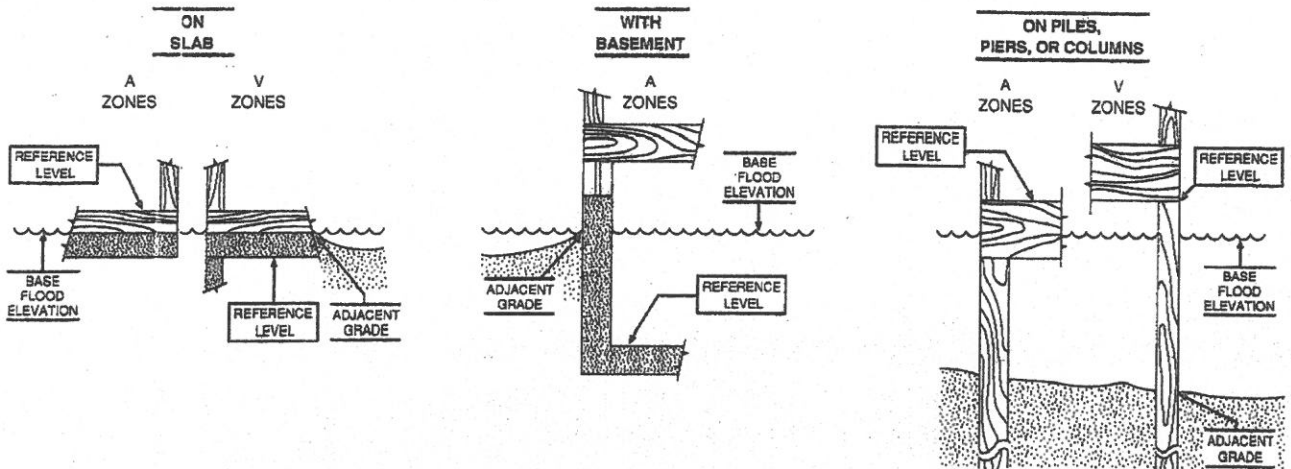 ON
SLAB
A
ZONES
V
ZONES
REFERENCE
LEVEL
BASE
FLOOD
ELEVATION
REFERENCE
LEVEL
ADJACENT
GRADE
WITH
BASEMENT
A
ZONES
BASE
FLOOD
ELEVATION
ADJACENT
GRADE
REFERENCE
LEVEL
ON PILES,
PIERS, OR COLUMNS
A
ZONES
V
ZONES
REFERENCE
LEVEL
REFERENCE
LEVEL
BASE
FLOOD
ELEVATION
ADJACENT
GRADE